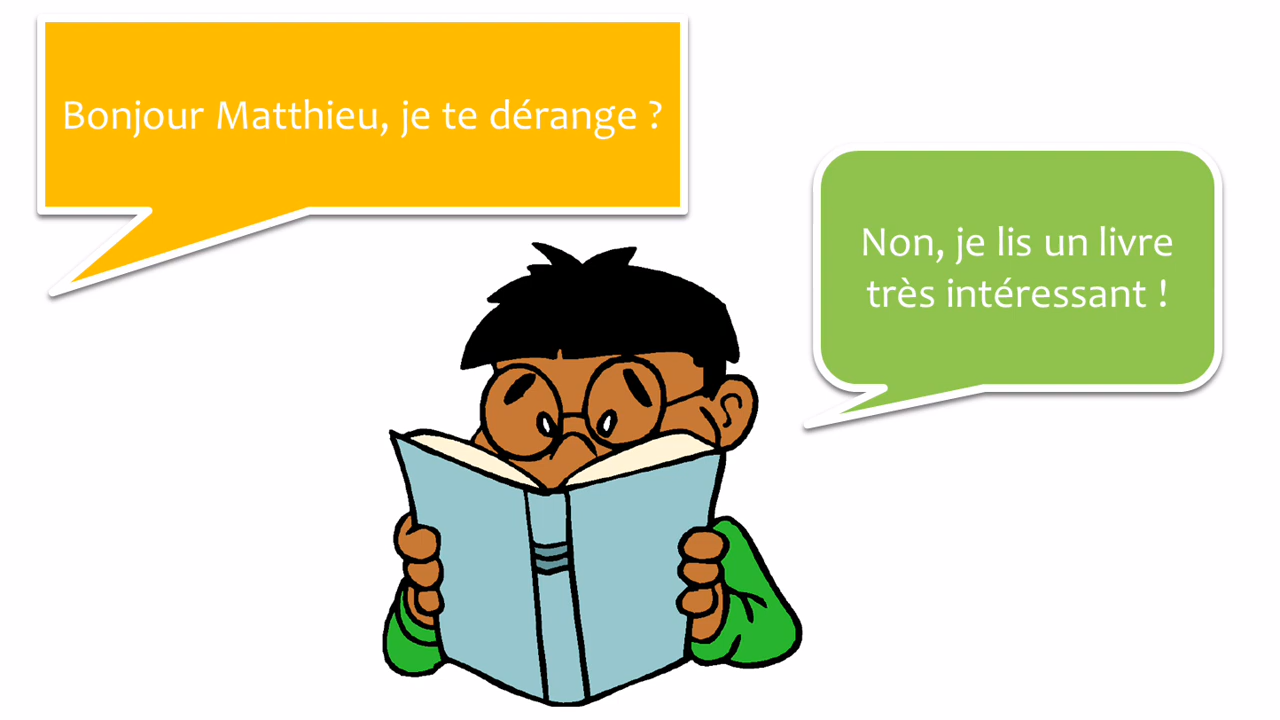 Bonjour Matthieu, je te dérange ?
Non, je lis un livre
très intéressant !